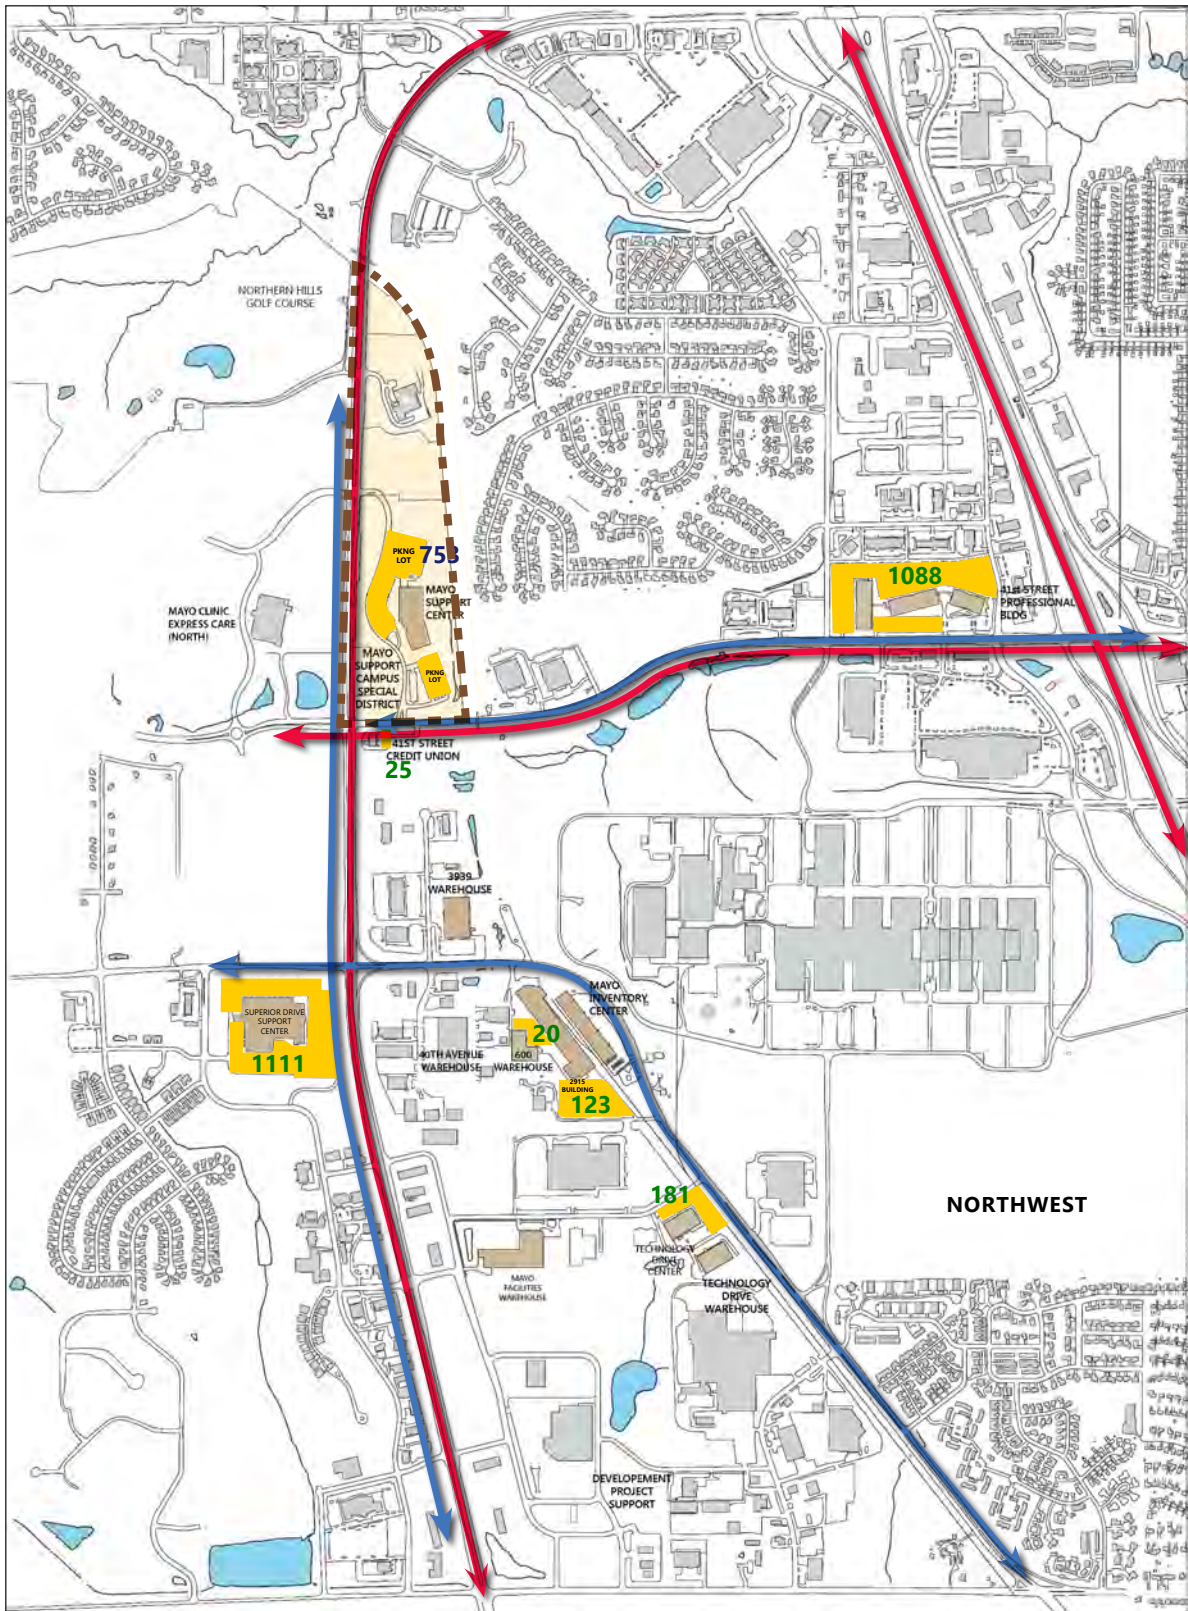 NORTHERN HILLS
GOLF COURSE
PKNG
LOT
753
MAYO
SUPPORT
CENTER
MAYO CLINIC
EXPRESS CARE
(NORTH)
MAYO
SUPPORT
CAMPUS
SPECIAL
DISTRICT
PKNG
LOT
1088
41st STREET
PROFESSIONAL
BLDG
41ST STREET
CREDIT UNION
25
3939
WAREHOUSE
MAYO
INVENTORY
CENTER
SUPERIOR DRIVE
SUPPORT
CENTER
1111
40TH AVENUE
WAREHOUSE
20
600
WAREHOUSE
2915
BUILDING
123
181
NORTHWEST
TECHNOLOGY
DRIVE
CENTER
MAYO
FACILITIES
WAREHOUSE
TECHNOLOGY
DRIVE
WAREHOUSE
DEVELOPEMENT
PROJECT
SUPPORT